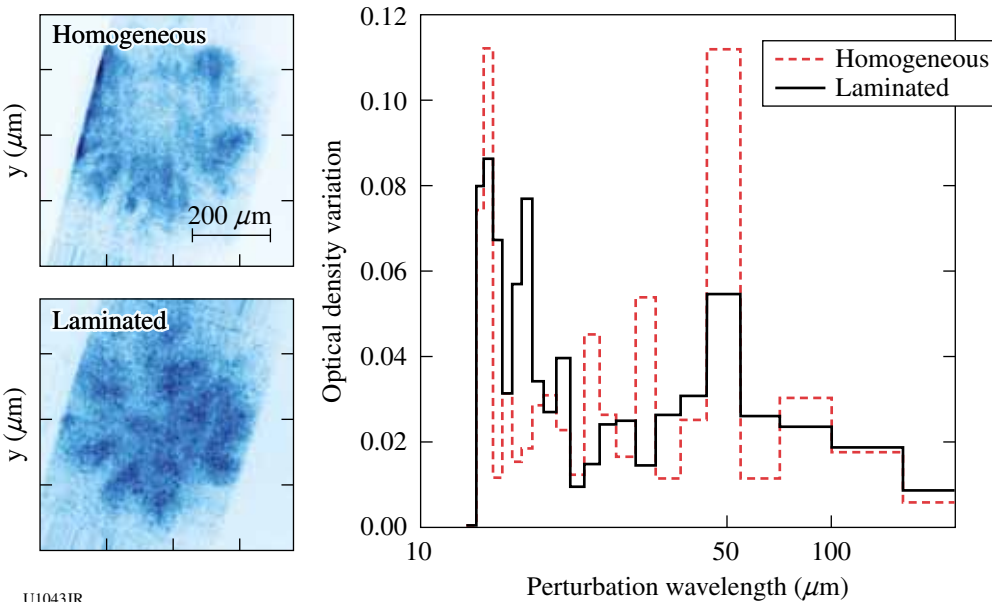 Homogeneous
y (μm)
200 μm
Laminated
y (μm)
U1043JR
Optical density variation
0.12
0.10
0.08
0.06
0.04
0.02
0.00
10
50
100
Perturbation wavelength (μm)
Homogeneous
Laminated